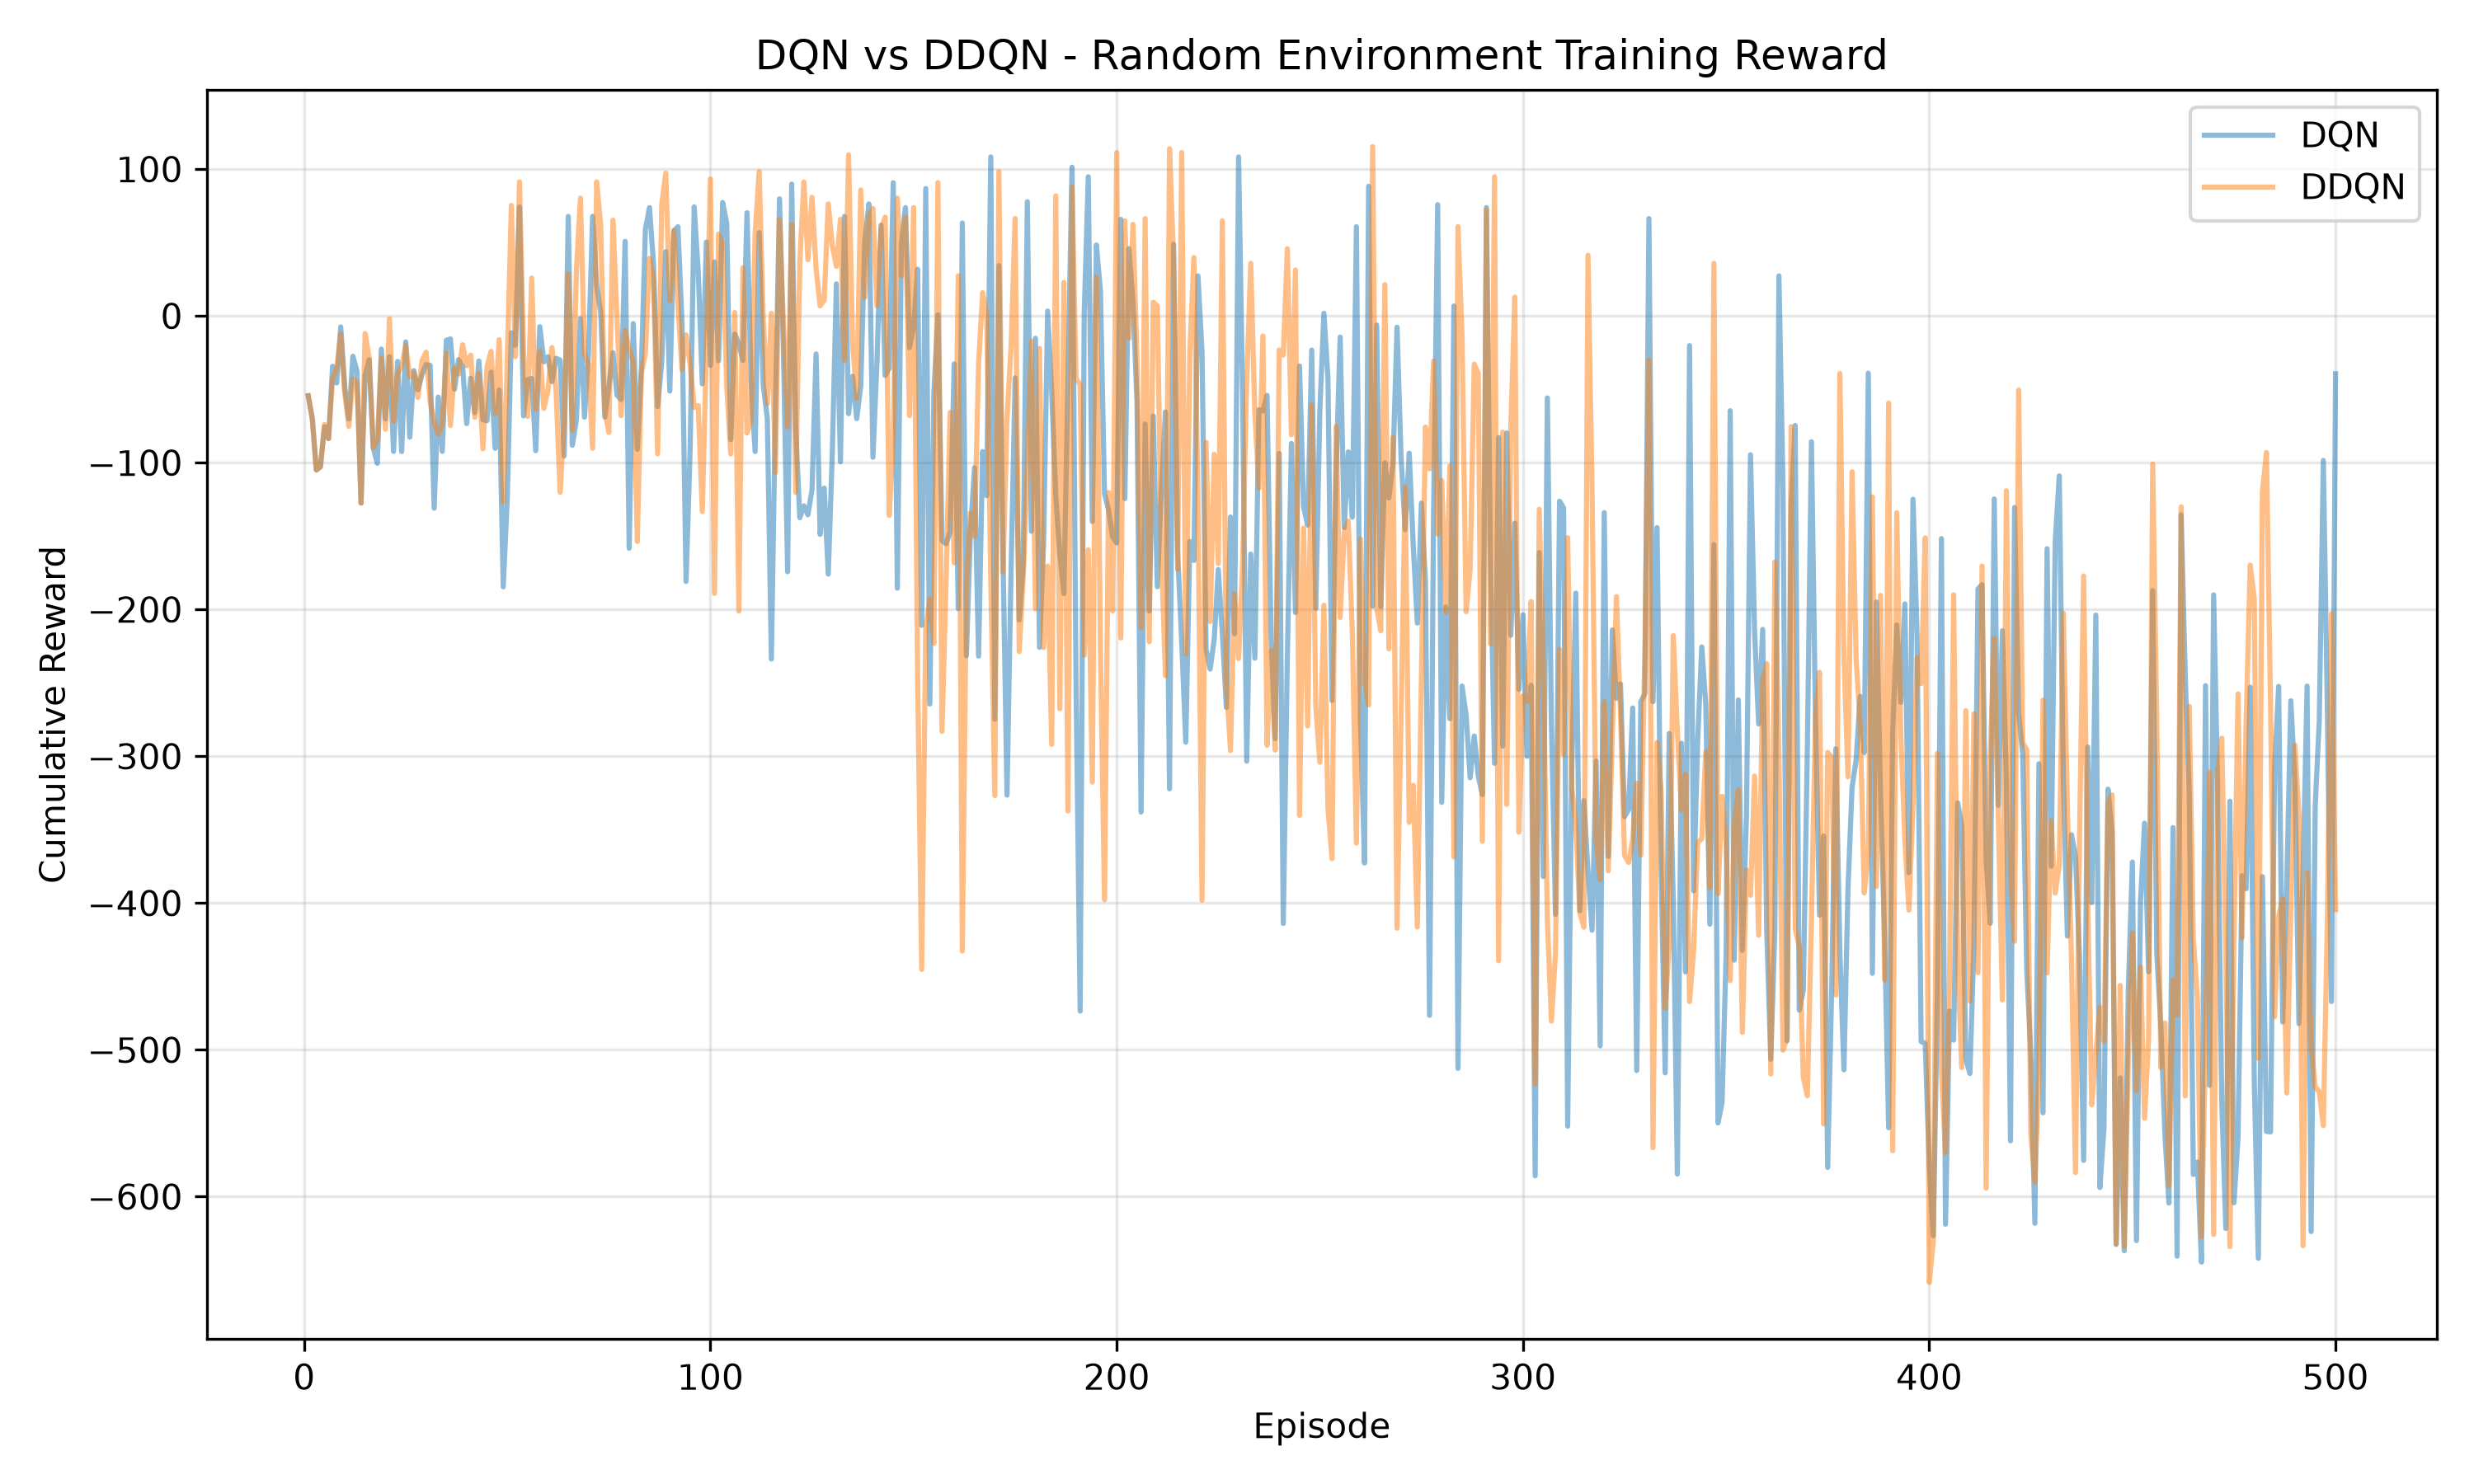 DQN vs DDQN - Random Environment Training Reward
DQN
DDQN
Cumulative Reward
100
0
−100
−200
−300
−400
−500
−600
0
100
200
300
400
500
Episode